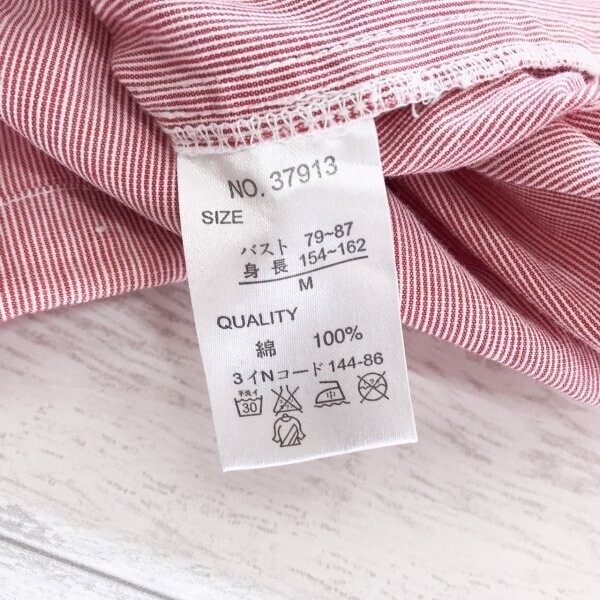 NO. 37913
SIZE
バスト 79~87
身長 154~162
M
QUALITY
綿 100%
3イNコード 144-86
手洗イ
30
中